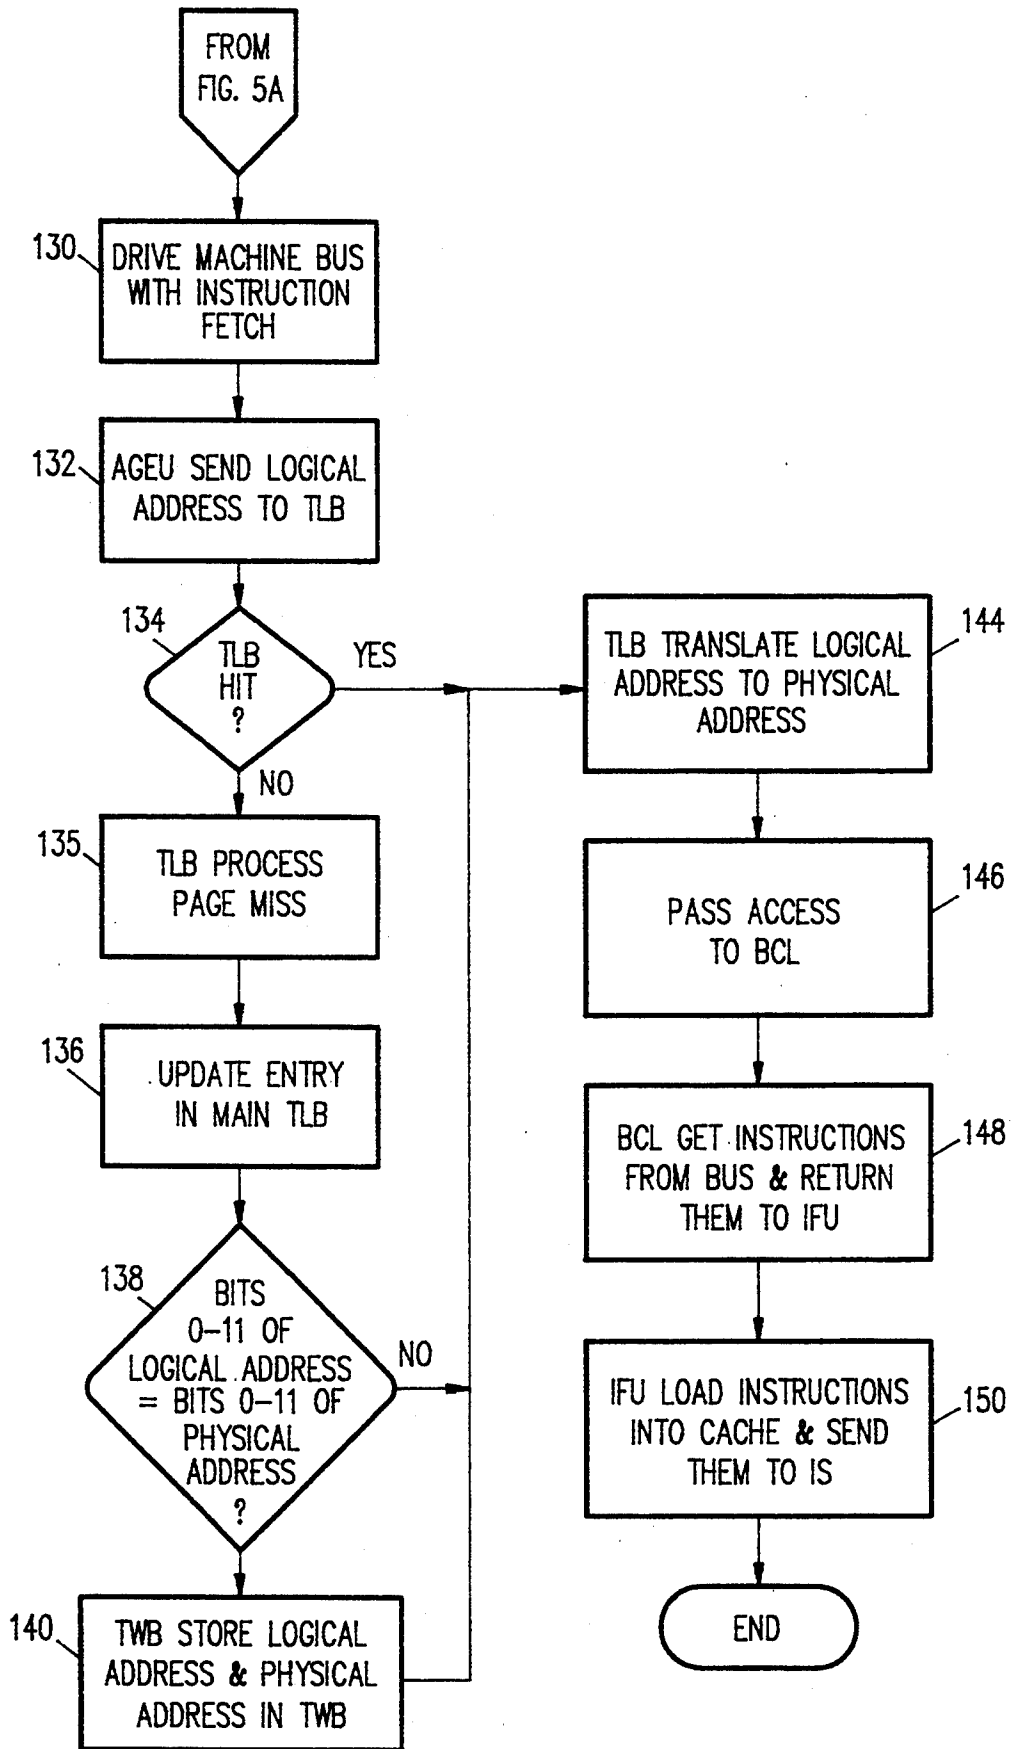 FROM
FIG. 5A
130
DRIVE MACHINE BUS
WITH INSTRUCTION
FETCH
132
AGEU SEND LOGICAL
ADDRESS TO TLB
134
TLB
HIT
?
YES
NO
135
TLB PROCESS
PAGE MISS
136
UPDATE ENTRY
IN MAIN TLB
138
BITS
0-11 OF
LOGICAL ADDRESS
= BITS 0-11 OF
PHYSICAL
ADDRESS
?
NO
140
TWB STORE LOGICAL
ADDRESS & PHYSICAL
ADDRESS IN TWB
144
TLB TRANSLATE LOGICAL
ADDRESS TO PHYSICAL
ADDRESS
146
PASS ACCESS
TO BCL
148
BCL GET INSTRUCTIONS
FROM BUS & RETURN
THEM TO IFU
150
IFU LOAD INSTRUCTIONS
INTO CACHE & SEND
THEM TO IS
END